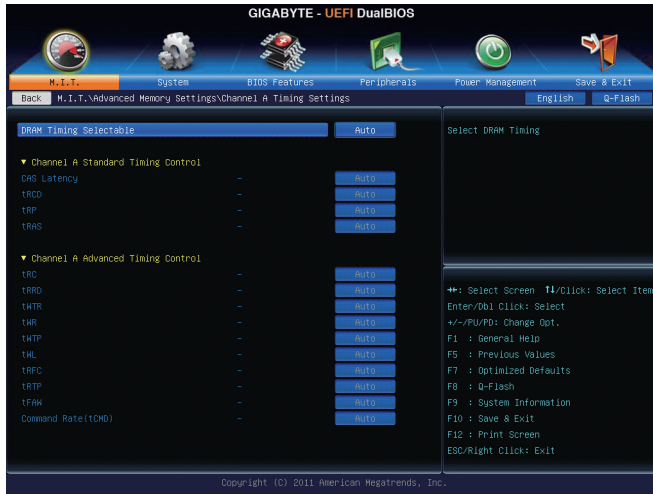 GIGABYTE - UEFI DualBIOS
M.I.T. System BIOS Features Peripherals Power Management Save & Exit
Back M.I.T.\Advanced Memory Settings\Channel A Timing Settings English Q-Flash
DRAM Timing Selectable Auto Select DRAM Timing
▼ Channel A Standard Timing Control
CAS Latency - Auto
tRCD - Auto
tRP - Auto
tRAS - Auto
▼ Channel A Advanced Timing Control
tRC - Auto
tRRD - Auto
tWTR - Auto
tWR - Auto
tWTP - Auto
tWL - Auto
tRFC - Auto
tRTP - Auto
tFAW - Auto
Command Rate(tCMD) - Auto
→←: Select Screen ↑↓/Click: Select Item
Enter/Dbl Click: Select
+/-/PU/PD: Change Opt.
F1 : General Help
F5 : Previous Values
F7 : Optimized Defaults
F8 : Q-Flash
F9 : System Information
F10 : Save & Exit
F12 : Print Screen
ESC/Right Click: Exit
Copyright (C) 2011 American Megatrends, Inc.